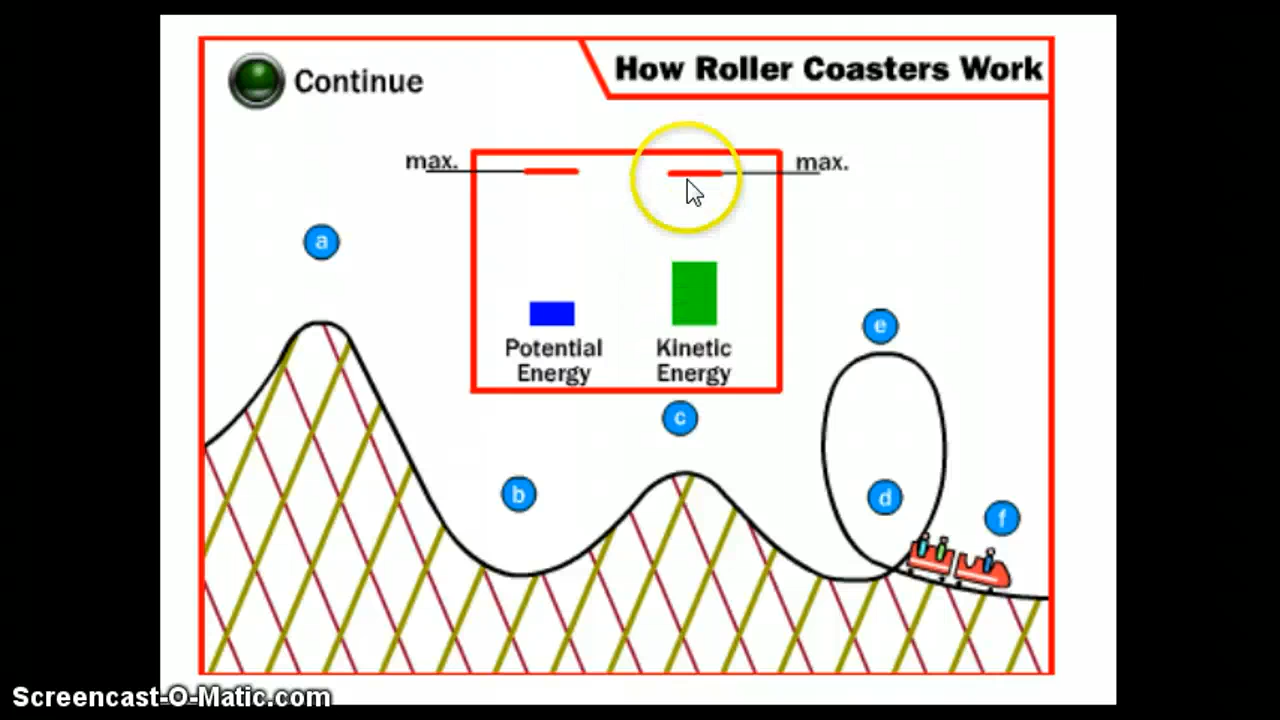 How Roller Coasters Work
Continue
max.
max.
a
Potential
Energy
Kinetic
Energy
e
c
b
d
f
Screencast-O-Matic.com